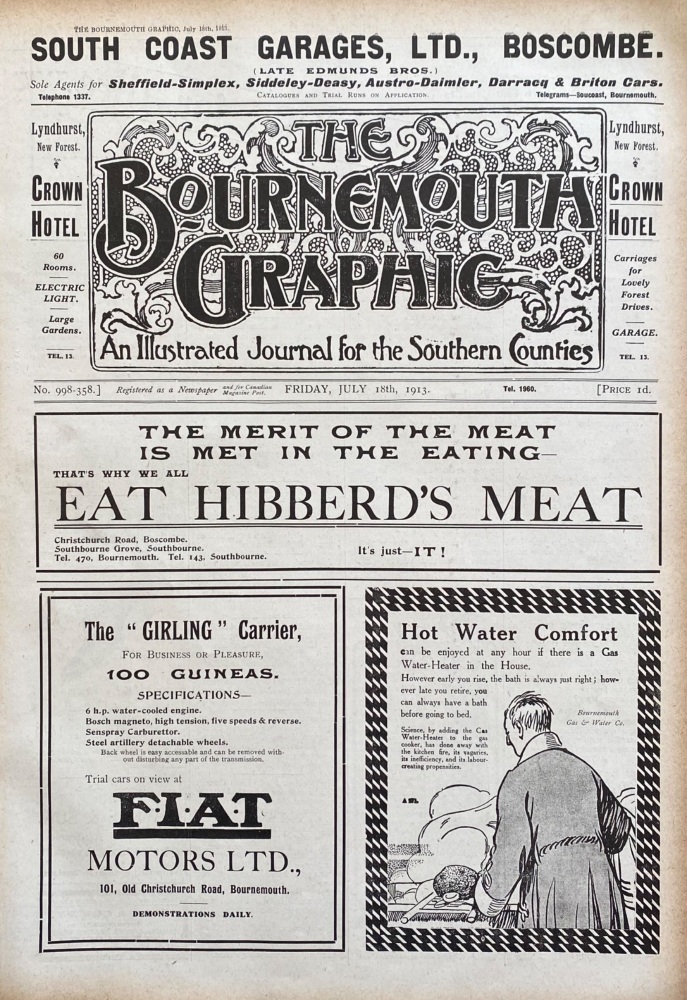 THE BOURNEMOUTH GRAPHIC, July 18th, 1913.
SOUTH COAST GARAGES, LTD., BOSCOMBE.
(LATE EDMUNDS BROS.)
Sole Agents for Sheffield-Simplex, Siddeley-Deasy, Austro-Daimler, Darracq & Briton Cars.
Telephone 1337. CATALOGUES AND TRIAL RUNS ON APPLICATION. Telegrams—Soucoast, Bournemouth.
Lyndhurst,
New Forest.
CROWN
HOTEL
60
Rooms.
ELECTRIC
LIGHT.
Large
Gardens.
TEL. 13.
THE
BOURNEMOUTH
GRAPHIC
An Illustrated Journal for the Southern Counties
Lyndhurst,
New Forest.
CROWN
HOTEL
Carriages
for
Lovely
Forest
Drives.
GARAGE.
TEL. 13.
No. 998-358.] Registered as a Newspaper and for Canadian Magazine Post. FRIDAY, JULY 18th, 1913. Tel. 1960. [PRICE 1d.
THE MERIT OF THE MEAT
IS MET IN THE EATING—
THAT'S WHY WE ALL
EAT HIBBERD'S MEAT
Christchurch Road, Boscombe.
Southbourne Grove, Southbourne.
Tel. 470, Bournemouth. Tel. 143, Southbourne.
It's just—IT!
The "GIRLING" Carrier,
FOR BUSINESS OR PLEASURE,
100 GUINEAS.
SPECIFICATIONS—
6 h.p. water-cooled engine.
Bosch magneto, high tension, five speeds & reverse.
Senspray Carburettor.
Steel artillery detachable wheels.
Back wheel is easy accessable and can be removed with-
out disturbing any part of the transmission.
Trial cars on view at
F·I·A·T
MOTORS LTD.,
101, Old Christchurch Road, Bournemouth.
DEMONSTRATIONS DAILY.
Hot Water Comfort
can be enjoyed at any hour if there is a Gas
Water-Heater in the House.
However early you rise, the bath is always just right; how-
ever late you retire, you
can always have a bath
before going to bed.
Bournemouth
Gas & Water Co.
Science, by adding the Gas
Water-Heater to the gas
cooker, has done away with
the kitchen fire, its vagaries,
its inefficiency, and its labour-
creating propensities.